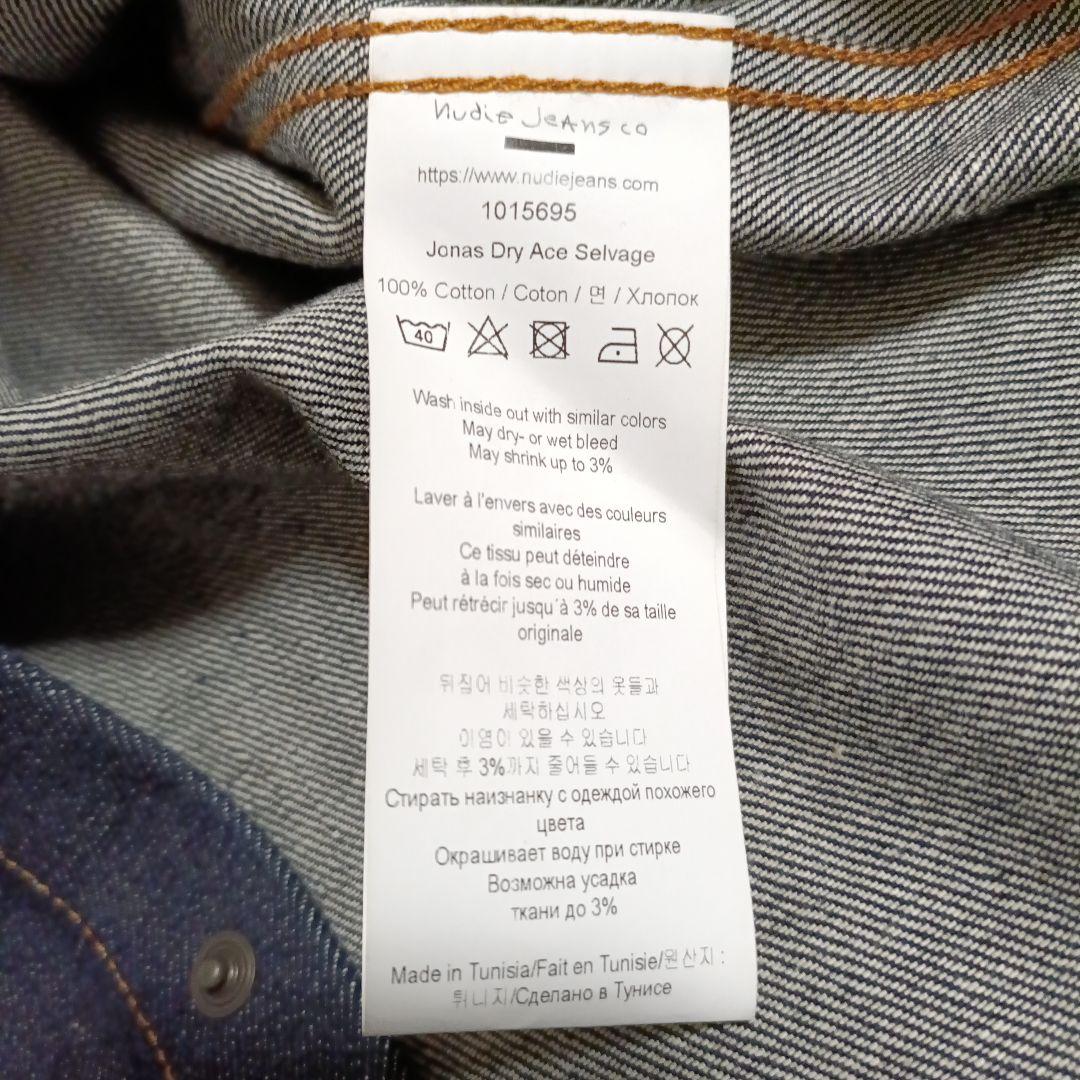 nudie jeans co
https://www.nudiejeans.com
1015695
Jonas Dry Ace Selvage
100% Cotton / Coton / 면 / Хлопок
40
Wash inside out with similar colors
May dry- or wet bleed
May shrink up to 3%
Laver à l'envers avec des couleurs
similaires
Ce tissu peut déteindre
à la fois sec ou humide
Peut rétrécir jusqu´à 3% de sa taille
originale
뒤집어 비슷한 색상의 옷들과
세탁하십시오
이염이 있을 수 있습니다
세탁 후 3%까지 줄어들 수 있습니다
Стирать наизнанку с одеждой похожего
цвета
Окрашивает воду при стирке
Возможна усадка
ткани до 3%
Made in Tunisia/Fait en Tunisie/원산지 :
튀니지/Сделано в Тунисе